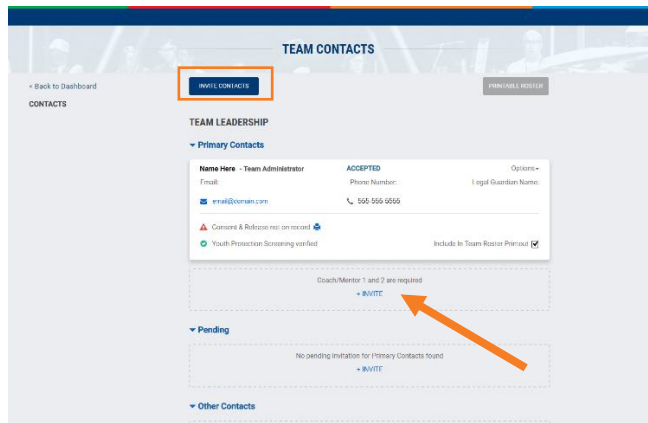 TEAM CONTACTS
< Back to Dashboard
CONTACTS
INVITE CONTACTS
PRINTABLE ROSTER
TEAM LEADERSHIP
Primary Contacts
Name Here - Team Administrator ACCEPTED Options
Email: Phone Number: Legal Guardian Name:
email@domain.com 555 555 5555
Consent & Release not on record
Youth Protection Screening verified Include In Team Roster Printout
Coach/Mentor 1 and 2 are required
+ INVITE
Pending
No pending invitation for Primary Contacts found
+ INVITE
Other Contacts